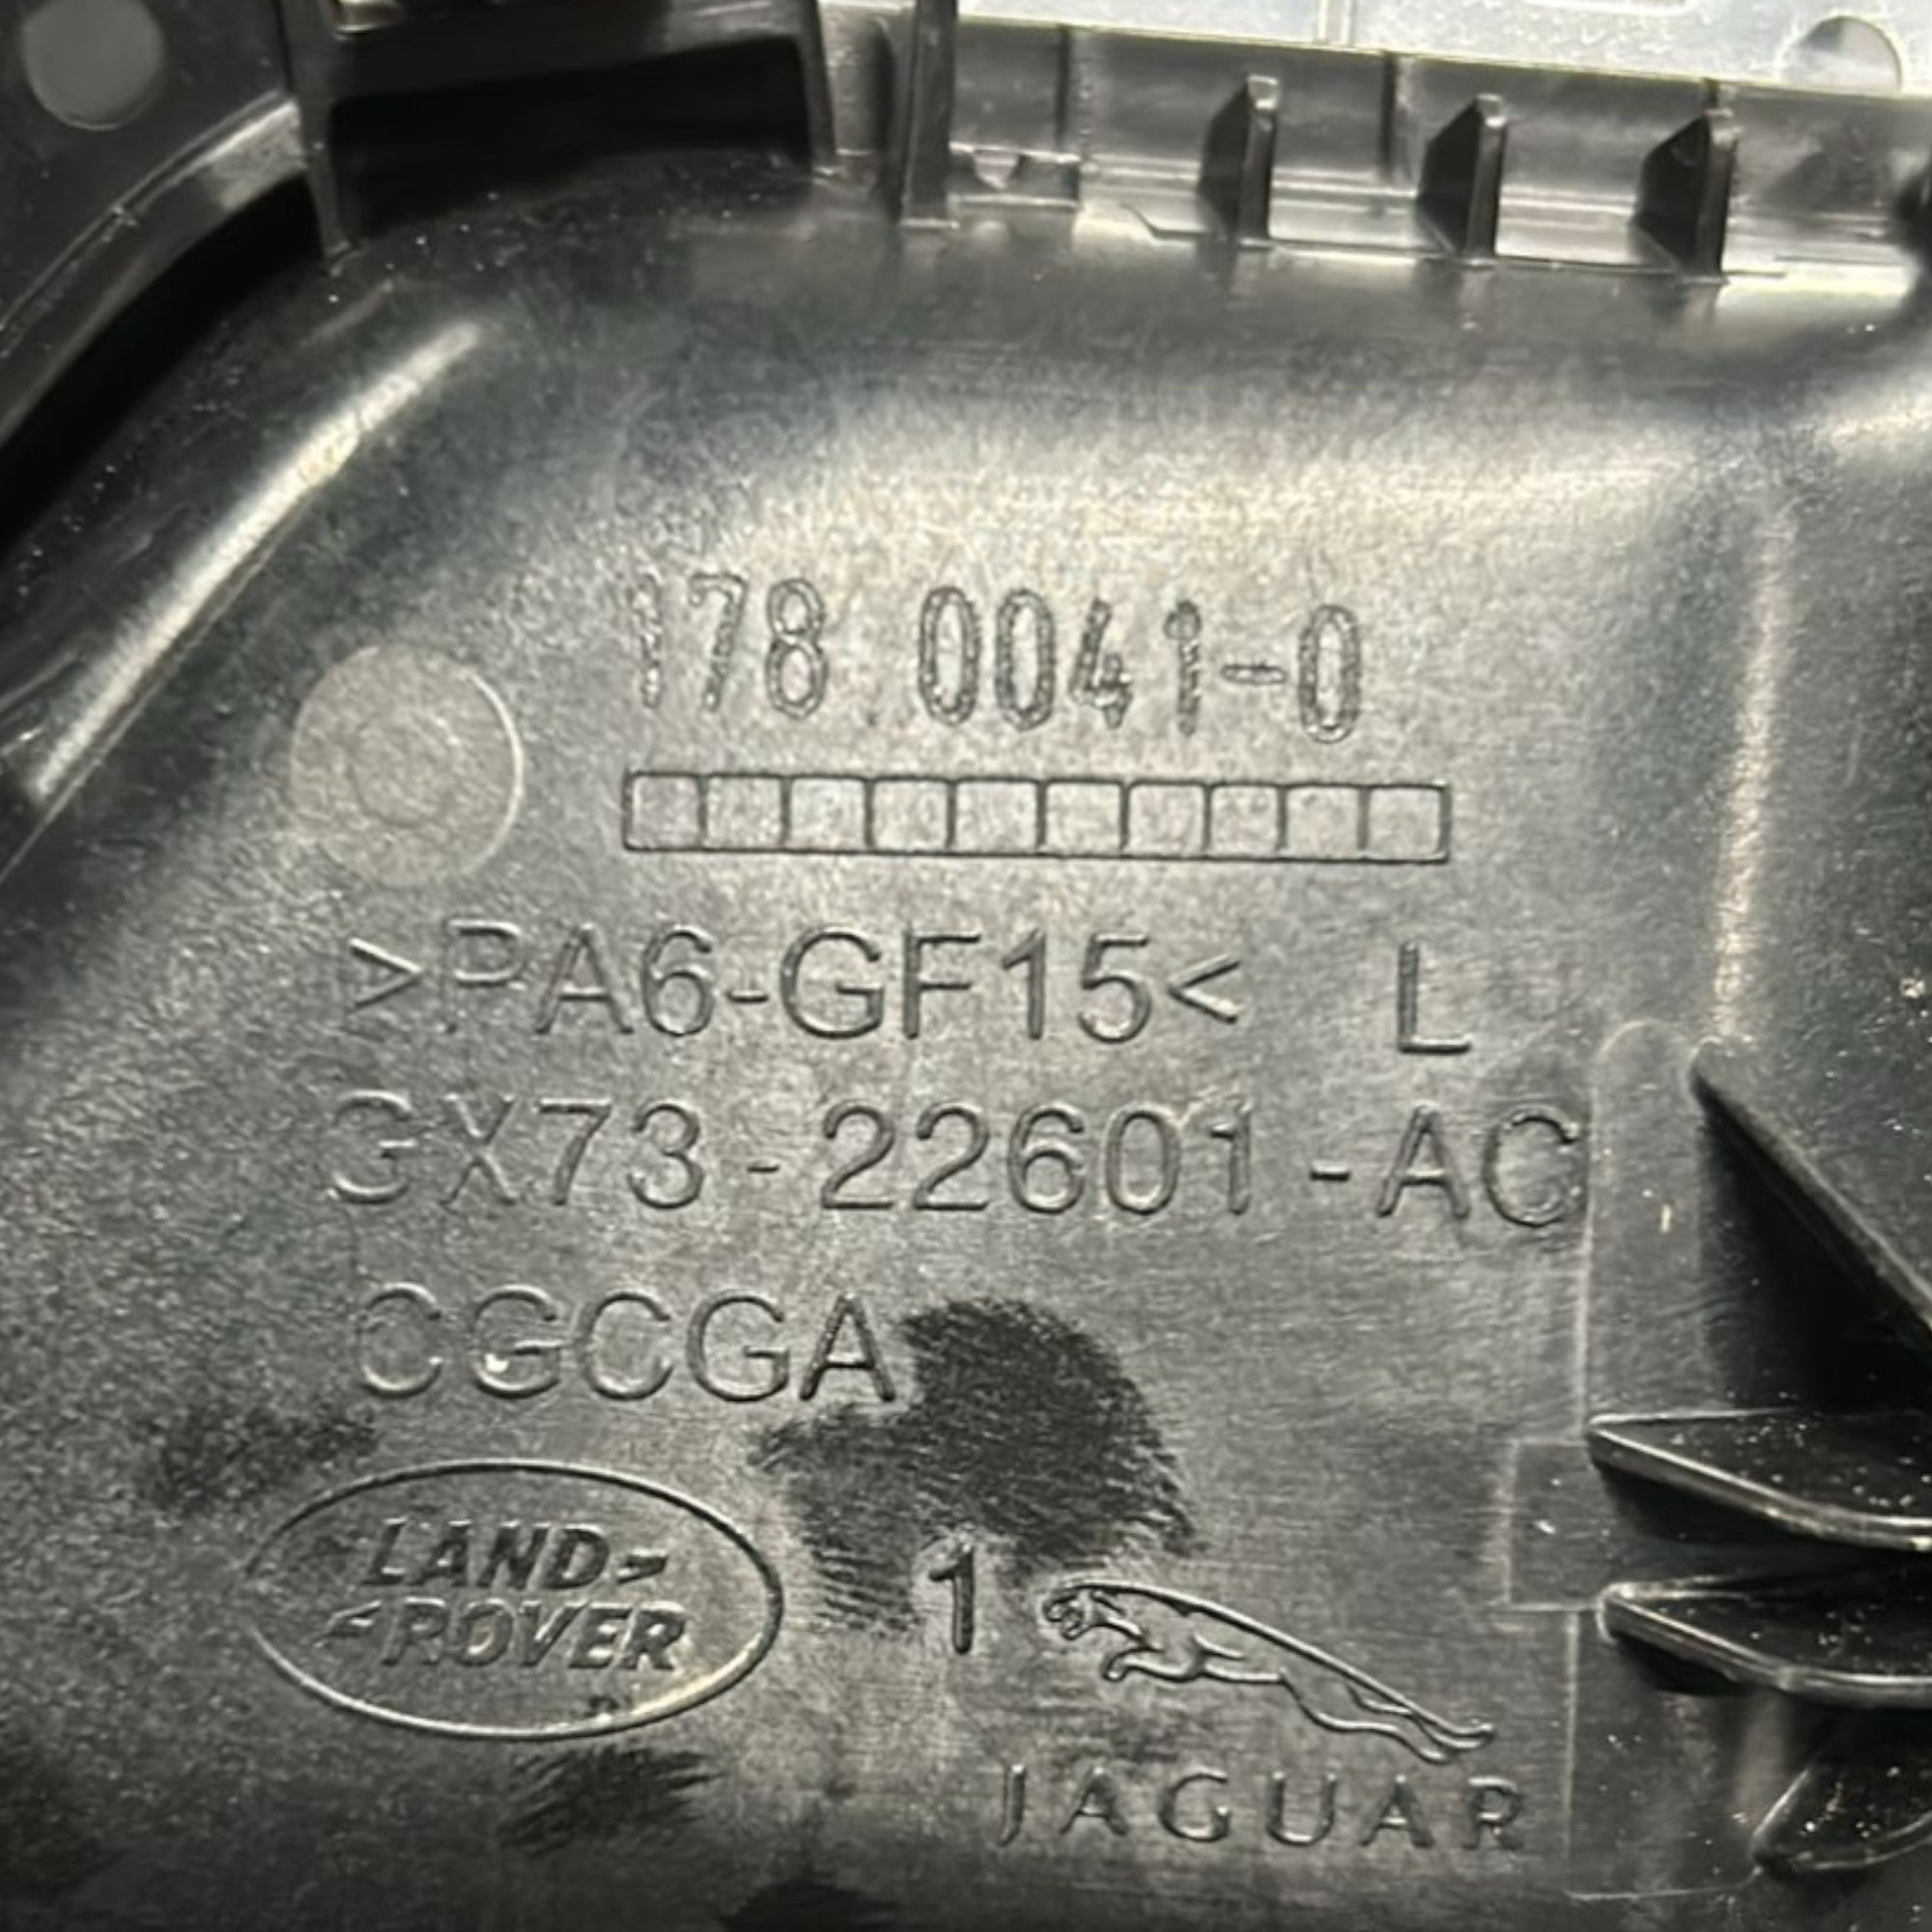 178 0041-0
>PA6-GF15< L
GX73-22601-AC
CGCGA
LAND
ROVER
1
JAGUAR